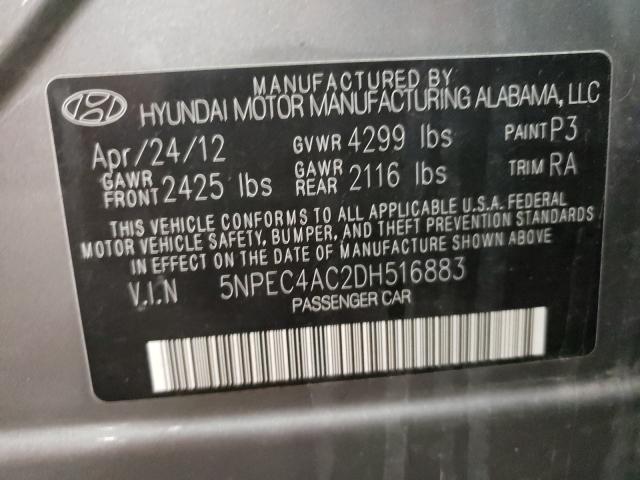 MANUFACTURED BY
HYUNDAI MOTOR MANUFACTURING ALABAMA, LLC
Apr/24/12 GVWR 4299 lbs PAINT P3
GAWR FRONT 2425 lbs GAWR REAR 2116 lbs TRIM RA
THIS VEHICLE CONFORMS TO ALL APPLICABLE U.S.A. FEDERAL
MOTOR VEHICLE SAFETY, BUMPER, AND THEFT PREVENTION STANDARDS
IN EFFECT ON THE DATE OF MANUFACTURE SHOWN ABOVE.
V.I.N 5NPEC4AC2DH516883
PASSENGER CAR